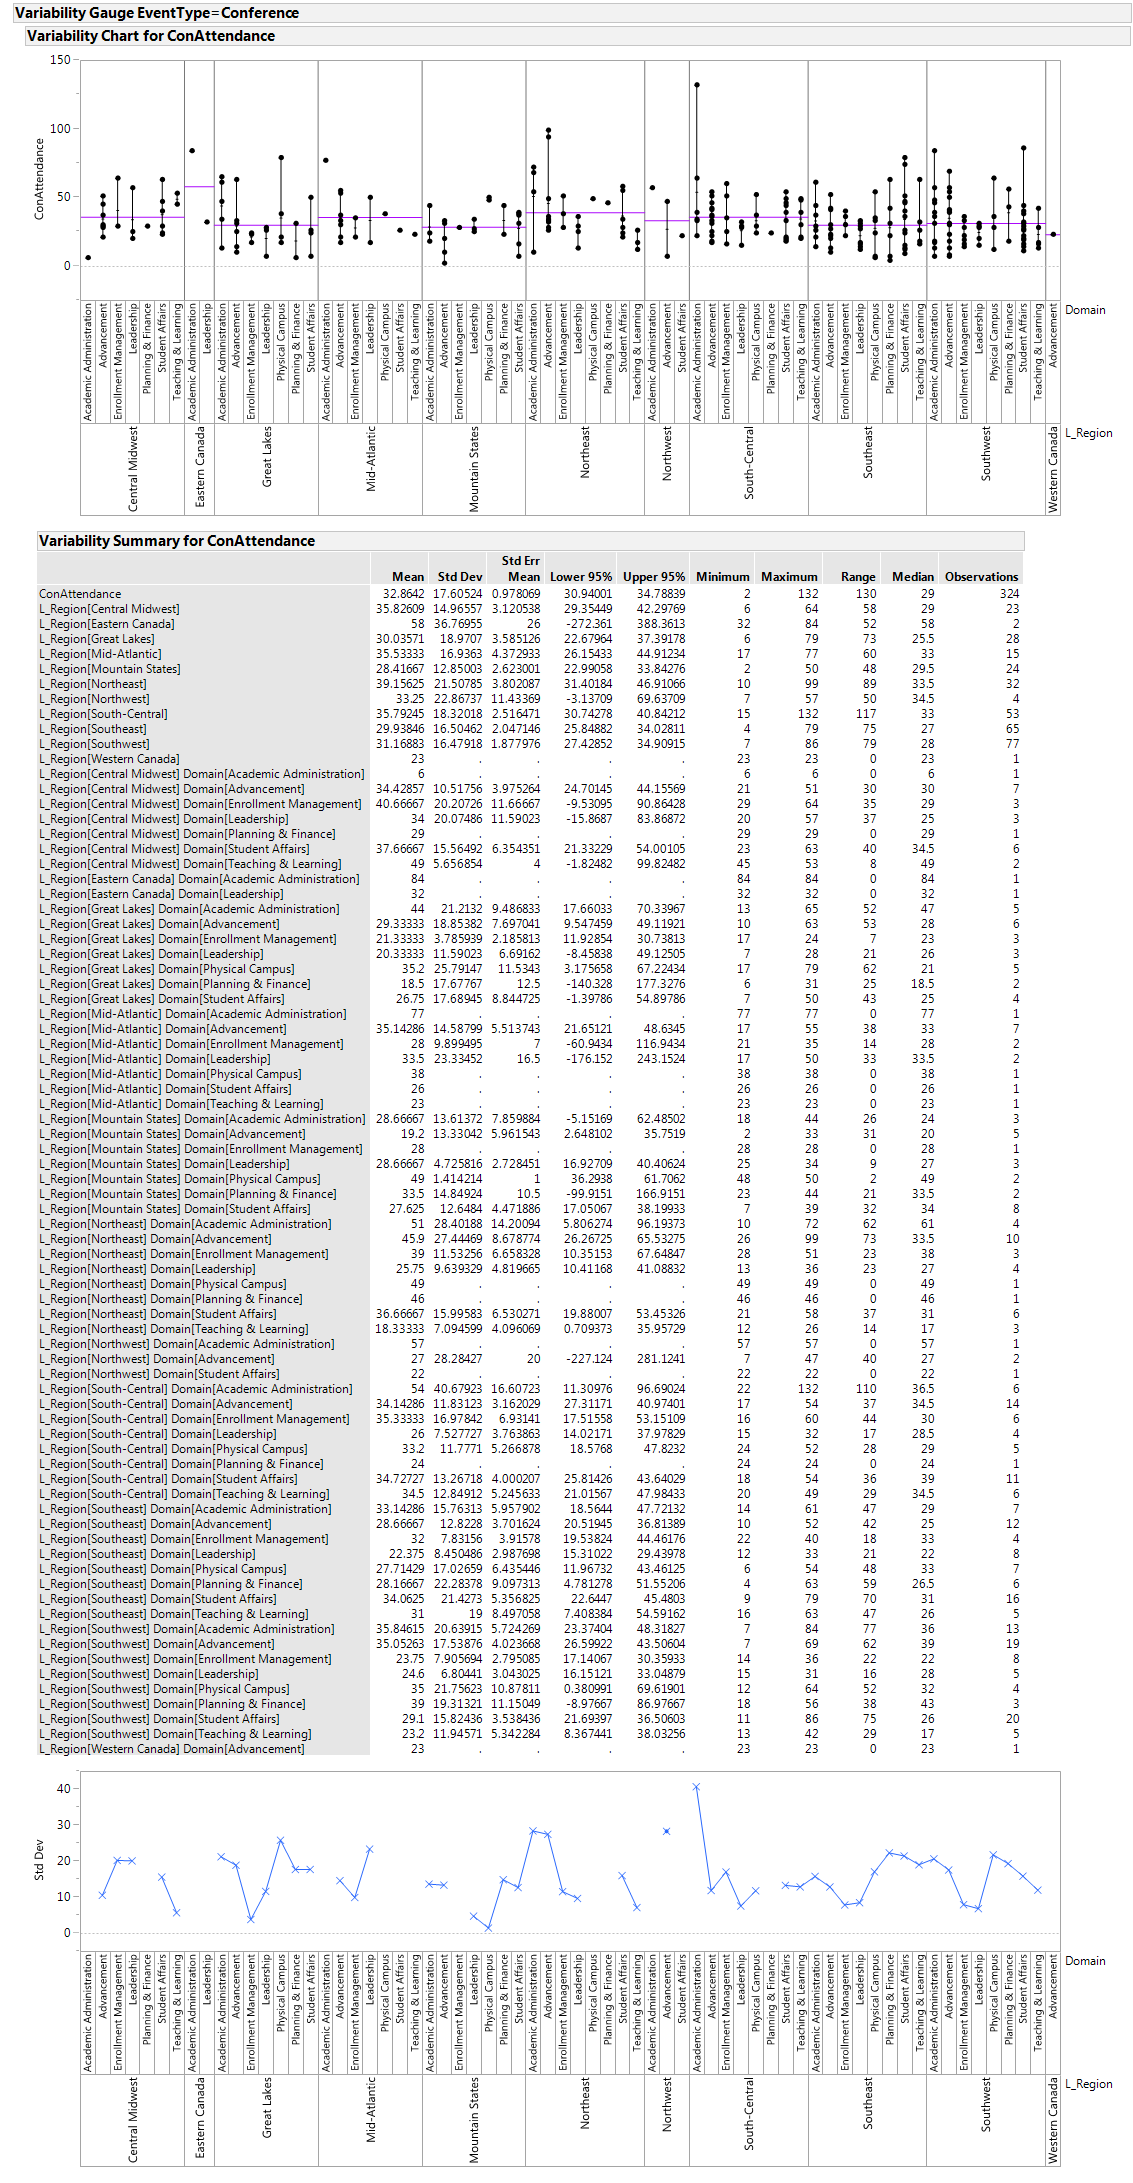 Variability Gauge EventType=Conference
Variability Chart for ConAttendance
150
100
50
0
ConAttendance
Academic Administration
Advancement
Enrollment Management
Leadership
Planning & Finance
Student Affairs
Teaching & Learning
Academic Administration
Leadership
Academic Administration
Advancement
Enrollment Management
Leadership
Physical Campus
Planning & Finance
Student Affairs
Academic Administration
Advancement
Enrollment Management
Leadership
Physical Campus
Student Affairs
Teaching & Learning
Academic Administration
Advancement
Enrollment Management
Leadership
Physical Campus
Planning & Finance
Student Affairs
Academic Administration
Advancement
Enrollment Management
Leadership
Physical Campus
Planning & Finance
Student Affairs
Teaching & Learning
Academic Administration
Advancement
Student Affairs
Academic Administration
Advancement
Enrollment Management
Leadership
Physical Campus
Planning & Finance
Student Affairs
Teaching & Learning
Academic Administration
Advancement
Enrollment Management
Leadership
Physical Campus
Planning & Finance
Student Affairs
Teaching & Learning
Academic Administration
Advancement
Enrollment Management
Leadership
Physical Campus
Planning & Finance
Student Affairs
Teaching & Learning
Advancement
Domain
Central Midwest
Eastern Canada
Great Lakes
Mid-Atlantic
Mountain States
Northeast
Northwest
South-Central
Southeast
Southwest
Western Canada
L_Region
Variability Summary for ConAttendance
Mean Std Dev Std Err Mean Lower 95% Upper 95% Minimum Maximum Range Median Observations
ConAttendance 32.8642 17.60524 0.978069 30.94001 34.78839 2 132 130 29 324
L_Region[Central Midwest] 35.82609 14.96557 3.120538 29.35449 42.29769 6 64 58 29 23
L_Region[Eastern Canada] 58 36.76955 26 -272.361 388.3613 32 84 52 58 2
L_Region[Great Lakes] 30.03571 18.9707 3.585126 22.67964 37.39178 6 79 73 25.5 28
L_Region[Mid-Atlantic] 35.53333 16.9363 4.372933 26.15433 44.91234 17 77 60 33 15
L_Region[Mountain States] 28.41667 12.85003 2.623001 22.99058 33.84276 2 50 48 29.5 24
L_Region[Northeast] 39.15625 21.50785 3.802087 31.40184 46.91066 10 99 89 33.5 32
L_Region[Northwest] 33.25 22.86737 11.43369 -3.13709 69.63709 7 57 50 34.5 4
L_Region[South-Central] 35.79245 18.32018 2.516471 30.74278 40.84212 15 132 117 33 53
L_Region[Southeast] 29.93846 16.50462 2.047146 25.84882 34.02811 4 79 75 27 65
L_Region[Southwest] 31.16883 16.47918 1.877976 27.42852 34.90915 7 86 79 28 77
L_Region[Western Canada] 23 . . . . 23 23 0 23 1
L_Region[Central Midwest] Domain[Academic Administration] 6 . . . . 6 6 0 6 1
L_Region[Central Midwest] Domain[Advancement] 34.42857 10.51756 3.975264 24.70145 44.15569 21 51 30 30 7
L_Region[Central Midwest] Domain[Enrollment Management] 40.66667 20.20726 11.66667 -9.53095 90.86428 29 64 35 29 3
L_Region[Central Midwest] Domain[Leadership] 34 20.07486 11.59023 -15.8687 83.86872 20 57 37 25 3
L_Region[Central Midwest] Domain[Planning & Finance] 29 . . . . 29 29 0 29 1
L_Region[Central Midwest] Domain[Student Affairs] 37.66667 15.56492 6.354351 21.33229 54.00105 23 63 40 34.5 6
L_Region[Central Midwest] Domain[Teaching & Learning] 49 5.656854 4 -1.82482 99.82482 45 53 8 49 2
L_Region[Eastern Canada] Domain[Academic Administration] 84 . . . . 84 84 0 84 1
L_Region[Eastern Canada] Domain[Leadership] 32 . . . . 32 32 0 32 1
L_Region[Great Lakes] Domain[Academic Administration] 44 21.2132 9.486833 17.66033 70.33967 13 65 52 47 5
L_Region[Great Lakes] Domain[Advancement] 29.33333 18.85382 7.697041 9.547459 49.11921 10 63 53 28 6
L_Region[Great Lakes] Domain[Enrollment Management] 21.33333 3.785939 2.185813 11.92854 30.73813 17 24 7 23 3
L_Region[Great Lakes] Domain[Leadership] 20.33333 11.59023 6.69162 -8.45838 49.12505 7 28 21 26 3
L_Region[Great Lakes] Domain[Physical Campus] 35.2 25.79147 11.5343 3.175658 67.22434 17 79 62 21 5
L_Region[Great Lakes] Domain[Planning & Finance] 18.5 17.67767 12.5 -140.328 177.3276 6 31 25 18.5 2
L_Region[Great Lakes] Domain[Student Affairs] 26.75 17.68945 8.844725 -1.39786 54.89786 7 50 43 25 4
L_Region[Mid-Atlantic] Domain[Academic Administration] 77 . . . . 77 77 0 77 1
L_Region[Mid-Atlantic] Domain[Advancement] 35.14286 14.58799 5.513743 21.65121 48.6345 17 55 38 33 7
L_Region[Mid-Atlantic] Domain[Enrollment Management] 28 9.899495 7 -60.9434 116.9434 21 35 14 28 2
L_Region[Mid-Atlantic] Domain[Leadership] 33.5 23.33452 16.5 -176.152 243.1524 17 50 33 33.5 2
L_Region[Mid-Atlantic] Domain[Physical Campus] 38 . . . . 38 38 0 38 1
L_Region[Mid-Atlantic] Domain[Student Affairs] 26 . . . . 26 26 0 26 1
L_Region[Mid-Atlantic] Domain[Teaching & Learning] 23 . . . . 23 23 0 23 1
L_Region[Mountain States] Domain[Academic Administration] 28.66667 13.61372 7.859884 -5.15169 62.48502 18 44 26 24 3
L_Region[Mountain States] Domain[Advancement] 19.2 13.33042 5.961543 2.648102 35.7519 2 33 31 20 5
L_Region[Mountain States] Domain[Enrollment Management] 28 . . . . 28 28 0 28 1
L_Region[Mountain States] Domain[Leadership] 28.66667 4.725816 2.728451 16.92709 40.40624 25 34 9 27 3
L_Region[Mountain States] Domain[Physical Campus] 49 1.414214 1 36.2938 61.7062 48 50 2 49 2
L_Region[Mountain States] Domain[Planning & Finance] 33.5 14.84924 10.5 -99.9151 166.9151 23 44 21 33.5 2
L_Region[Mountain States] Domain[Student Affairs] 27.625 12.6484 4.471886 17.05067 38.19933 7 39 32 34 8
L_Region[Northeast] Domain[Academic Administration] 51 28.40188 14.20094 5.806274 96.19373 10 72 62 61 4
L_Region[Northeast] Domain[Advancement] 45.9 27.44469 8.678774 26.26725 65.53275 26 99 73 33.5 10
L_Region[Northeast] Domain[Enrollment Management] 39 11.53256 6.658328 10.35153 67.64847 28 51 23 38 3
L_Region[Northeast] Domain[Leadership] 25.75 9.639329 4.819665 10.41168 41.08832 13 36 23 27 4
L_Region[Northeast] Domain[Physical Campus] 49 . . . . 49 49 0 49 1
L_Region[Northeast] Domain[Planning & Finance] 46 . . . . 46 46 0 46 1
L_Region[Northeast] Domain[Student Affairs] 36.66667 15.99583 6.530271 19.88007 53.45326 21 58 37 31 6
L_Region[Northeast] Domain[Teaching & Learning] 18.33333 7.094599 4.096069 0.709373 35.95729 12 26 14 17 3
L_Region[Northwest] Domain[Academic Administration] 57 . . . . 57 57 0 57 1
L_Region[Northwest] Domain[Advancement] 27 28.28427 20 -227.124 281.1241 7 47 40 27 2
L_Region[Northwest] Domain[Student Affairs] 22 . . . . 22 22 0 22 1
L_Region[South-Central] Domain[Academic Administration] 54 40.67923 16.60723 11.30976 96.69024 22 132 110 36.5 6
L_Region[South-Central] Domain[Advancement] 34.14286 11.83123 3.162029 27.31171 40.97401 17 54 37 34.5 14
L_Region[South-Central] Domain[Enrollment Management] 35.33333 16.97842 6.93141 17.51558 53.15109 16 60 44 30 6
L_Region[South-Central] Domain[Leadership] 26 7.527727 3.763863 14.02171 37.97829 15 32 17 28.5 4
L_Region[South-Central] Domain[Physical Campus] 33.2 11.7771 5.266878 18.5768 47.8232 24 52 28 29 5
L_Region[South-Central] Domain[Planning & Finance] 24 . . . . 24 24 0 24 1
L_Region[South-Central] Domain[Student Affairs] 34.72727 13.26718 4.000207 25.81426 43.64029 18 54 36 39 11
L_Region[South-Central] Domain[Teaching & Learning] 34.5 12.84912 5.245633 21.01567 47.98433 20 49 29 34.5 6
L_Region[Southeast] Domain[Academic Administration] 33.14286 15.76313 5.957902 18.5644 47.72132 14 61 47 29 7
L_Region[Southeast] Domain[Advancement] 28.66667 12.8228 3.701624 20.51945 36.81389 10 52 42 25 12
L_Region[Southeast] Domain[Enrollment Management] 32 7.83156 3.91578 19.53824 44.46176 22 40 18 33 4
L_Region[Southeast] Domain[Leadership] 22.375 8.450486 2.987698 15.31022 29.43978 12 33 21 22 8
L_Region[Southeast] Domain[Physical Campus] 27.71429 17.02659 6.435446 11.96732 43.46125 6 54 48 33 7
L_Region[Southeast] Domain[Planning & Finance] 28.16667 22.28378 9.097313 4.781278 51.55206 4 63 59 26.5 6
L_Region[Southeast] Domain[Student Affairs] 34.0625 21.4273 5.356825 22.6447 45.4803 9 79 70 31 16
L_Region[Southeast] Domain[Teaching & Learning] 31 19 8.497058 7.408384 54.59162 16 63 47 26 5
L_Region[Southwest] Domain[Academic Administration] 35.84615 20.63915 5.724269 23.37404 48.31827 7 84 77 36 13
L_Region[Southwest] Domain[Advancement] 35.05263 17.53876 4.023668 26.59922 43.50604 7 69 62 39 19
L_Region[Southwest] Domain[Enrollment Management] 23.75 7.905694 2.795085 17.14067 30.35933 14 36 22 22 8
L_Region[Southwest] Domain[Leadership] 24.6 6.80441 3.043025 16.15121 33.04879 15 31 16 28 5
L_Region[Southwest] Domain[Physical Campus] 35 21.75623 10.87811 0.380991 69.61901 12 64 52 32 4
L_Region[Southwest] Domain[Planning & Finance] 39 19.31321 11.15049 -8.97667 86.97667 18 56 38 43 3
L_Region[Southwest] Domain[Student Affairs] 29.1 15.82436 3.538436 21.69397 36.50603 11 86 75 26 20
L_Region[Southwest] Domain[Teaching & Learning] 23.2 11.94571 5.342284 8.367441 38.03256 13 42 29 17 5
L_Region[Western Canada] Domain[Advancement] 23 . . . . 23 23 0 23 1
40
30
20
10
0
Std Dev
Academic Administration
Advancement
Enrollment Management
Leadership
Planning & Finance
Student Affairs
Teaching & Learning
Academic Administration
Leadership
Academic Administration
Advancement
Enrollment Management
Leadership
Physical Campus
Planning & Finance
Student Affairs
Academic Administration
Advancement
Enrollment Management
Leadership
Physical Campus
Student Affairs
Teaching & Learning
Academic Administration
Advancement
Enrollment Management
Leadership
Physical Campus
Planning & Finance
Student Affairs
Academic Administration
Advancement
Enrollment Management
Leadership
Physical Campus
Planning & Finance
Student Affairs
Teaching & Learning
Academic Administration
Advancement
Student Affairs
Academic Administration
Advancement
Enrollment Management
Leadership
Physical Campus
Planning & Finance
Student Affairs
Teaching & Learning
Academic Administration
Advancement
Enrollment Management
Leadership
Physical Campus
Planning & Finance
Student Affairs
Teaching & Learning
Academic Administration
Advancement
Enrollment Management
Leadership
Physical Campus
Planning & Finance
Student Affairs
Teaching & Learning
Advancement
Domain
Central Midwest
Eastern Canada
Great Lakes
Mid-Atlantic
Mountain States
Northeast
Northwest
South-Central
Southeast
Southwest
Western Canada
L_Region